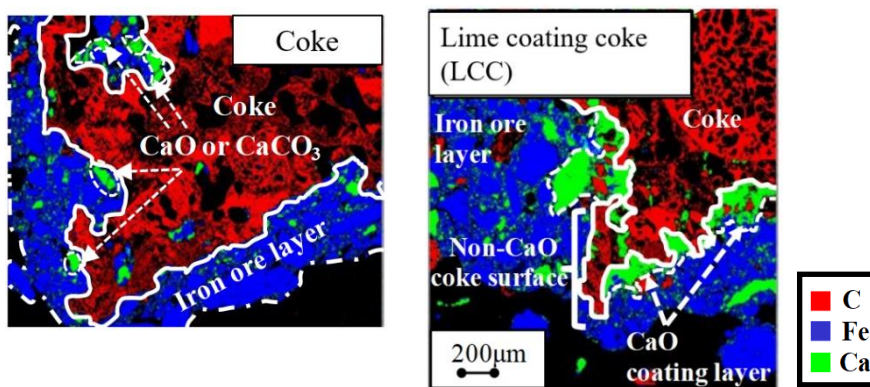 Coke
Coke
CaO or CaCO₃
Iron ore layer
Lime coating coke
(LCC)
Iron ore
layer
Coke
Non-CaO
coke surface
CaO
coating layer
200μm
C
Fe
Ca